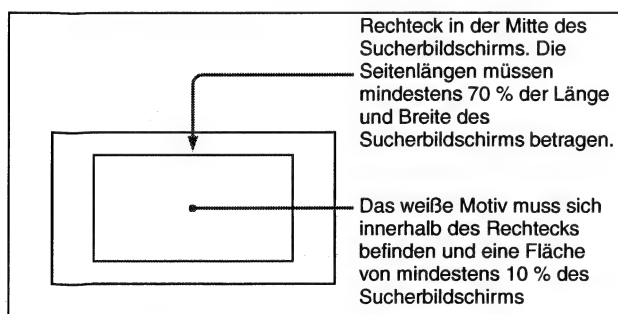 Rechteck in der Mitte des
Sucherbildschirms. Die
Seitenlängen müssen
mindestens 70 % der Länge
und Breite des
Sucherbildschirms betragen.
Das weiße Motiv muss sich
innerhalb des Rechtecks
befinden und eine Fläche
von mindestens 10 % des
Sucherbildschirms